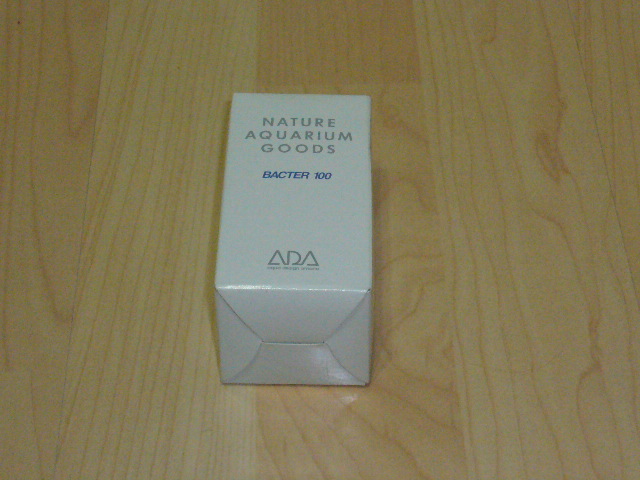 NATURE
AQUARIUM
GOODS
BACTER 100
ADA